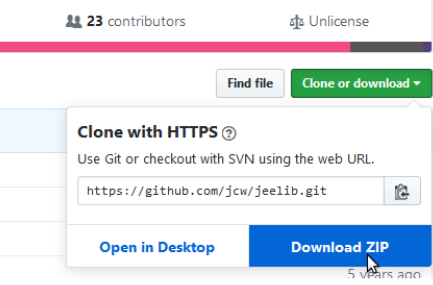 23 contributors
Unlicense
Find file
Clone or download
Clone with HTTPS
Use Git or checkout with SVN using the web URL.
https://github.com/jcw/jeelib.git
Open in Desktop
Download ZIP
5 years ago